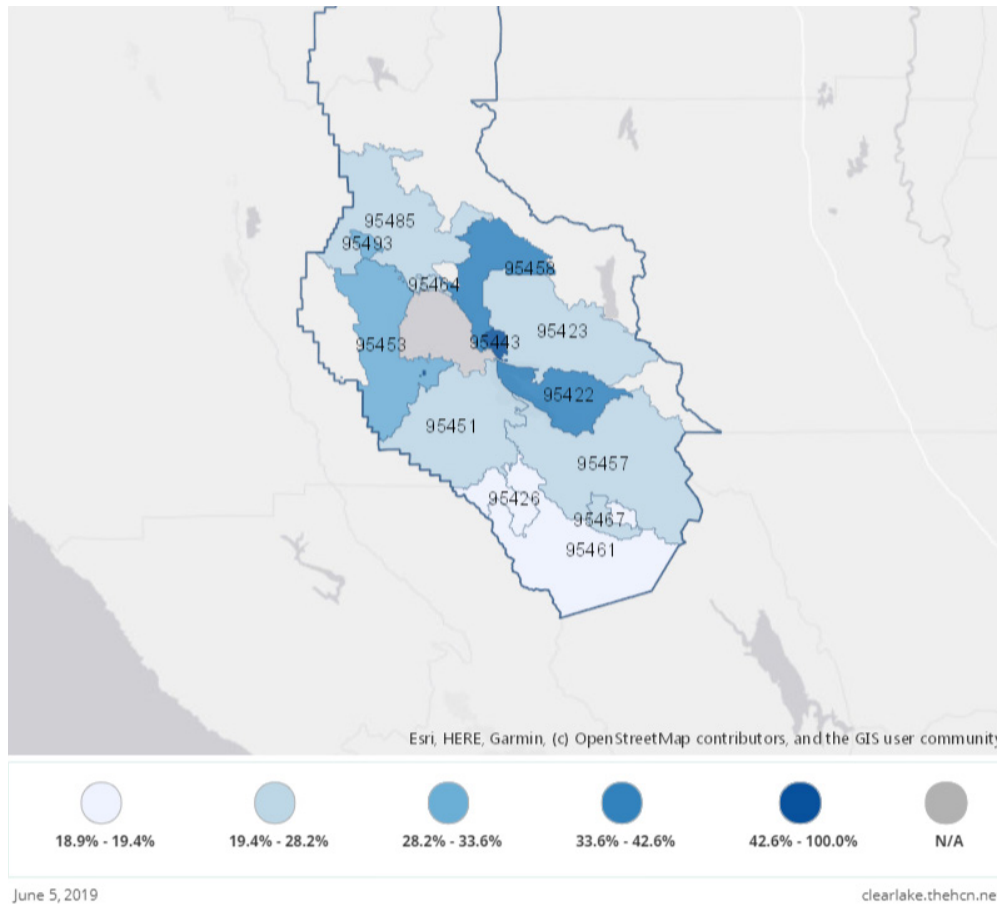 95485
95493
95458
95464
95423
95443
95453
95422
95451
95457
95426
95467
95461
Esri, HERE, Garmin, (c) OpenStreetMap contributors, and the GIS user community
18.9% - 19.4%
19.4% - 28.2%
28.2% - 33.6%
33.6% - 42.6%
42.6% - 100.0%
N/A
June 5, 2019
clearlake.thehcn.ne